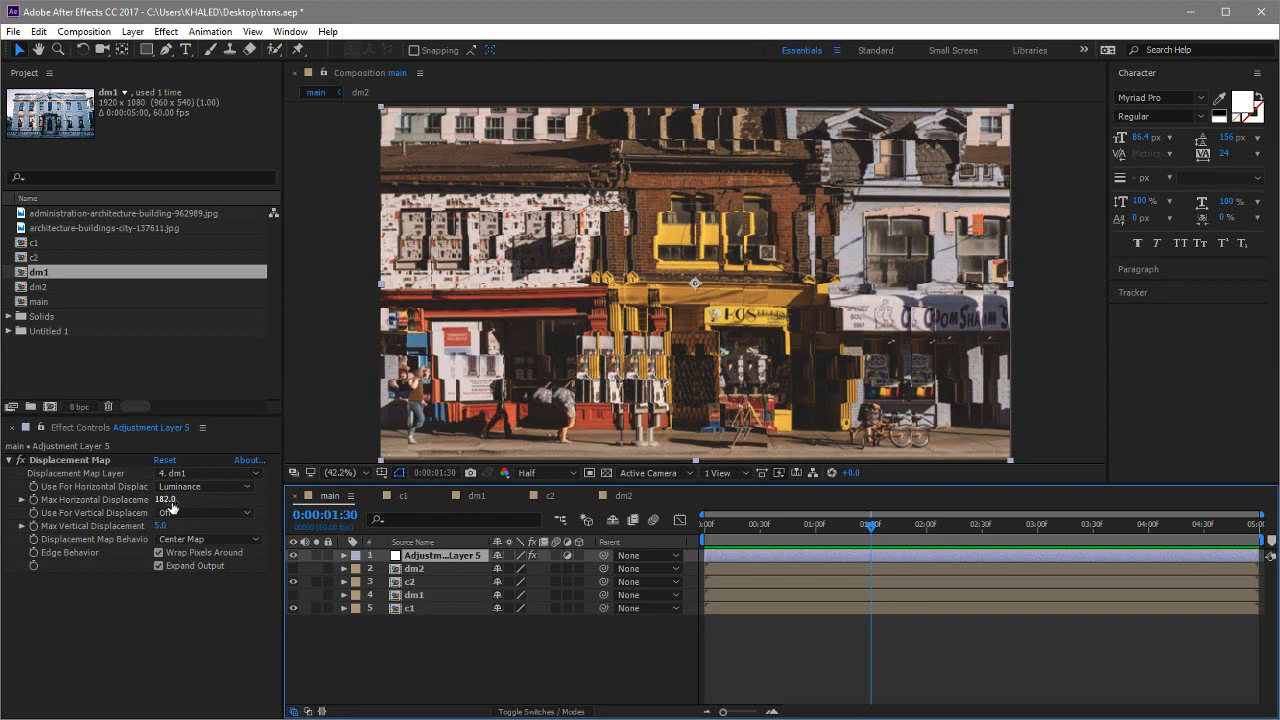 Adobe After Effects CC 2017 - C:\Users\KHALED\Desktop\trans.aep *
File Edit Composition Layer Effect Animation View Window Help
Snapping
Essentials
Standard
Small Screen
Libraries
Search Help
Project
dm1 , used 1 time
1920 x 1080 (960 x 540) (1.00)
Δ 0:00:05:00, 60.00 fps
Name
administration-architecture-building-962989.jpg
architecture-buildings-city-137611.jpg
c1
c2
dm1
dm2
main
Solids
Untitled 1
8 bpc
Effect Controls Adjustment Layer 5
main • Adjustment Layer 5
fx Displacement Map Reset About...
Displacement Map Layer 4. dm1
Use For Horizontal Displac Luminance
Max Horizontal Displaceme 182.0
Use For Vertical Displacem
Max Vertical Displacement 5.0
Displacement Map Behavio Center Map
Edge Behavior Wrap Pixels Around
Expand Output
Composition main
main dm2
(42.2%) 0:00:01:30 Half Active Camera 1 View +0.0
Character
Myriad Pro
Regular
86.4 px 156 px
Metrics 24
- px
100 % 100 %
0 px 0 %
T T TT Tт T¹ T₁
Paragraph
Tracker
main c1 dm1 c2 dm2
0:00:01:30
00090 (60.00 fps)
# Source Name Parent
1 Adjustm...Layer 5 fx None
2 dm2 None
3 c2 None
4 dm1 None
5 c1 None
00:30f 01:00f 01:30f 02:00f 02:30f 03:00f 03:30f 04:00f 04:30f
Toggle Switches / Modes